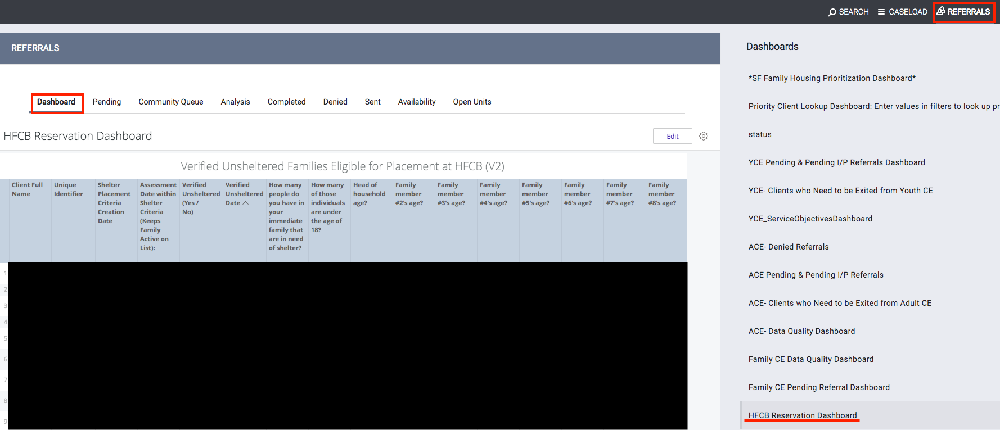 SEARCH CASELOAD REFERRALS
REFERRALS
Dashboard Pending Community Queue Analysis Completed Denied Sent Availability Open Units
HFCB Reservation Dashboard
Edit
Verified Unsheltered Families Eligible for Placement at HFCB (V2)
Client Full
Name
Unique
Identifier
Shelter
Placement
Criteria
Creation
Date
Assessment
Date within
Shelter
Criteria
(Keeps
Family
Active on
List):
Verified
Unsheltered
(Yes /
No)
Verified
Unsheltered
Date
How many
people do
you have in
your
immediate
family that
are in need
of shelter?
How many
of those
individuals
are under
the age of
18?
Head of
household
age?
Family
member
#2's age?
Family
member
#3's age?
Family
member
#4's age?
Family
member
#5's age?
Family
member
#6's age?
Family
member
#7's age?
Family
member
#8's age?
1
2
3
4
5
6
7
8
9
Dashboards
*SF Family Housing Prioritization Dashboard*
Priority Client Lookup Dashboard: Enter values in filters to look up pr
status
YCE Pending & Pending I/P Referrals Dashboard
YCE- Clients who Need to be Exited from Youth CE
YCE_ServiceObjectivesDashboard
ACE- Denied Referrals
ACE Pending & Pending I/P Referrals
ACE- Clients who Need to be Exited from Adult CE
ACE- Data Quality Dashboard
Family CE Data Quality Dashboard
Family CE Pending Referral Dashboard
HFCB Reservation Dashboard